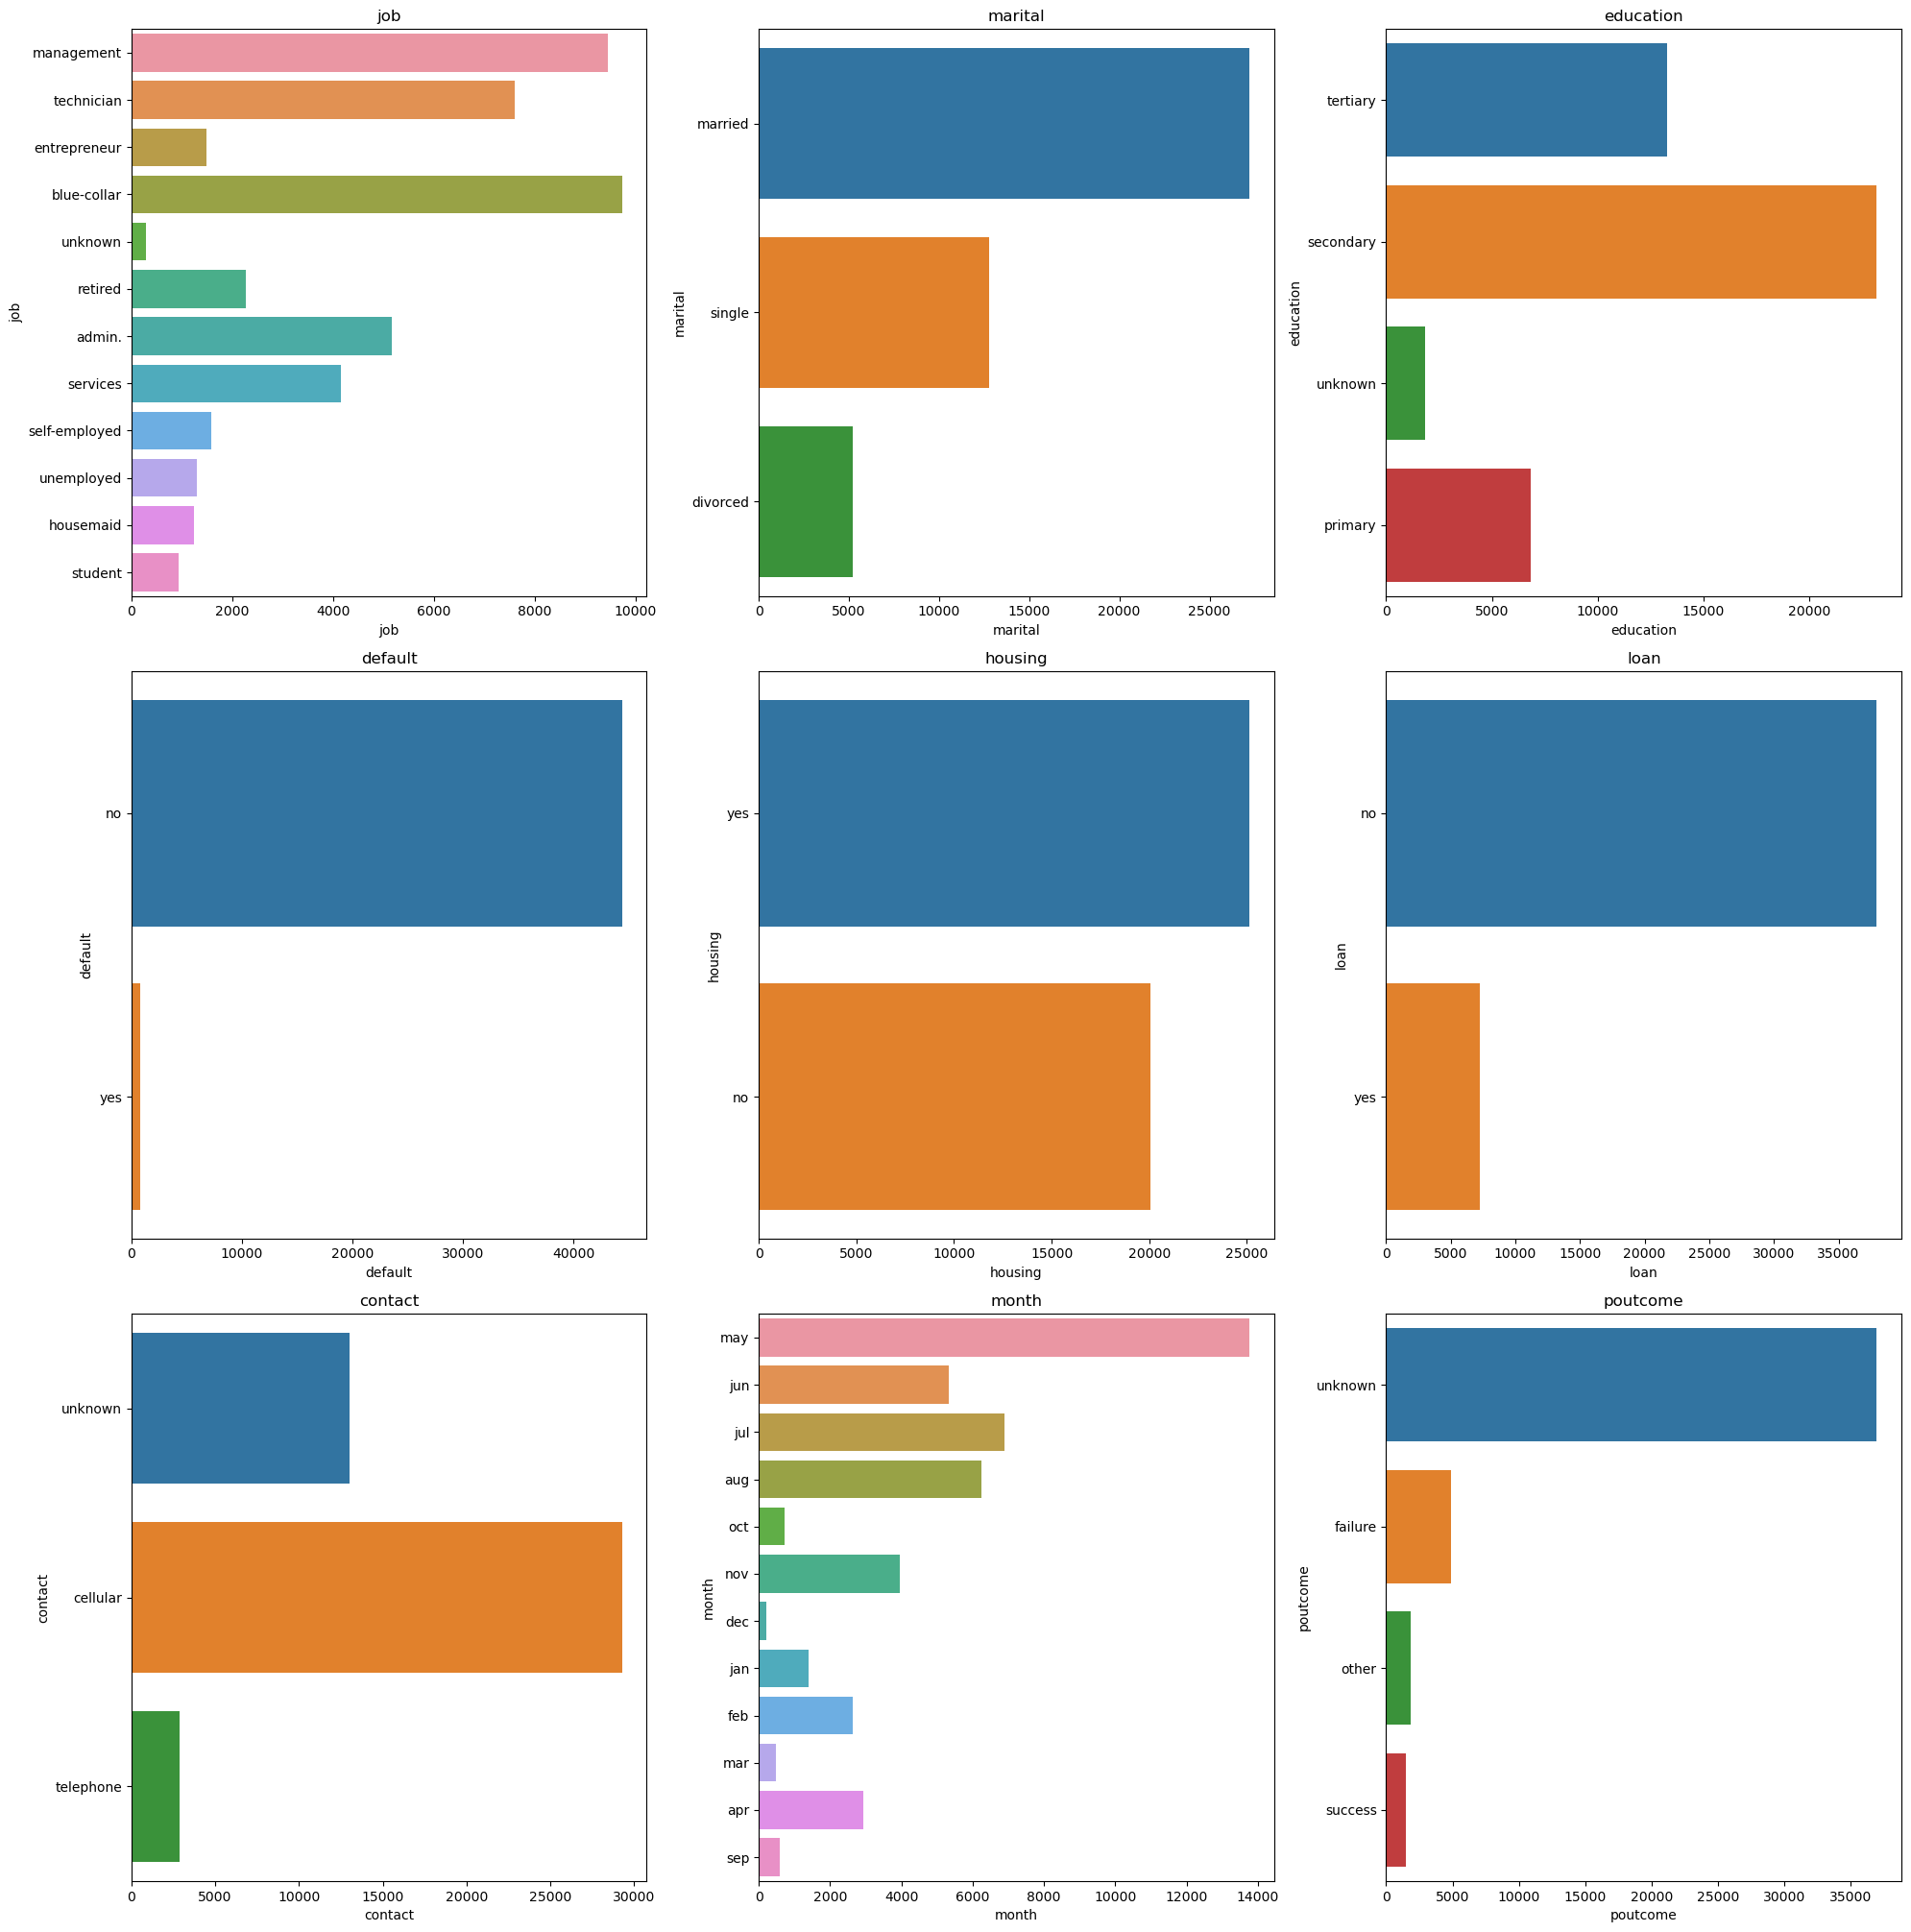 job
management
technician
entrepreneur
blue-collar
unknown
retired
admin.
services
self-employed
unemployed
housemaid
student
job
0 2000 4000 6000 8000 10000
job
marital
married
single
divorced
marital
0 5000 10000 15000 20000 25000
marital
education
tertiary
secondary
unknown
primary
education
0 5000 10000 15000 20000
education
default
no
yes
default
0 10000 20000 30000 40000
default
housing
yes
no
housing
0 5000 10000 15000 20000 25000
housing
loan
no
yes
loan
0 5000 10000 15000 20000 25000 30000 35000
loan
contact
unknown
cellular
telephone
contact
0 5000 10000 15000 20000 25000 30000
contact
month
may
jun
jul
aug
oct
nov
dec
jan
feb
mar
apr
sep
month
0 2000 4000 6000 8000 10000 12000 14000
month
poutcome
unknown
failure
other
success
poutcome
0 5000 10000 15000 20000 25000 30000 35000
poutcome